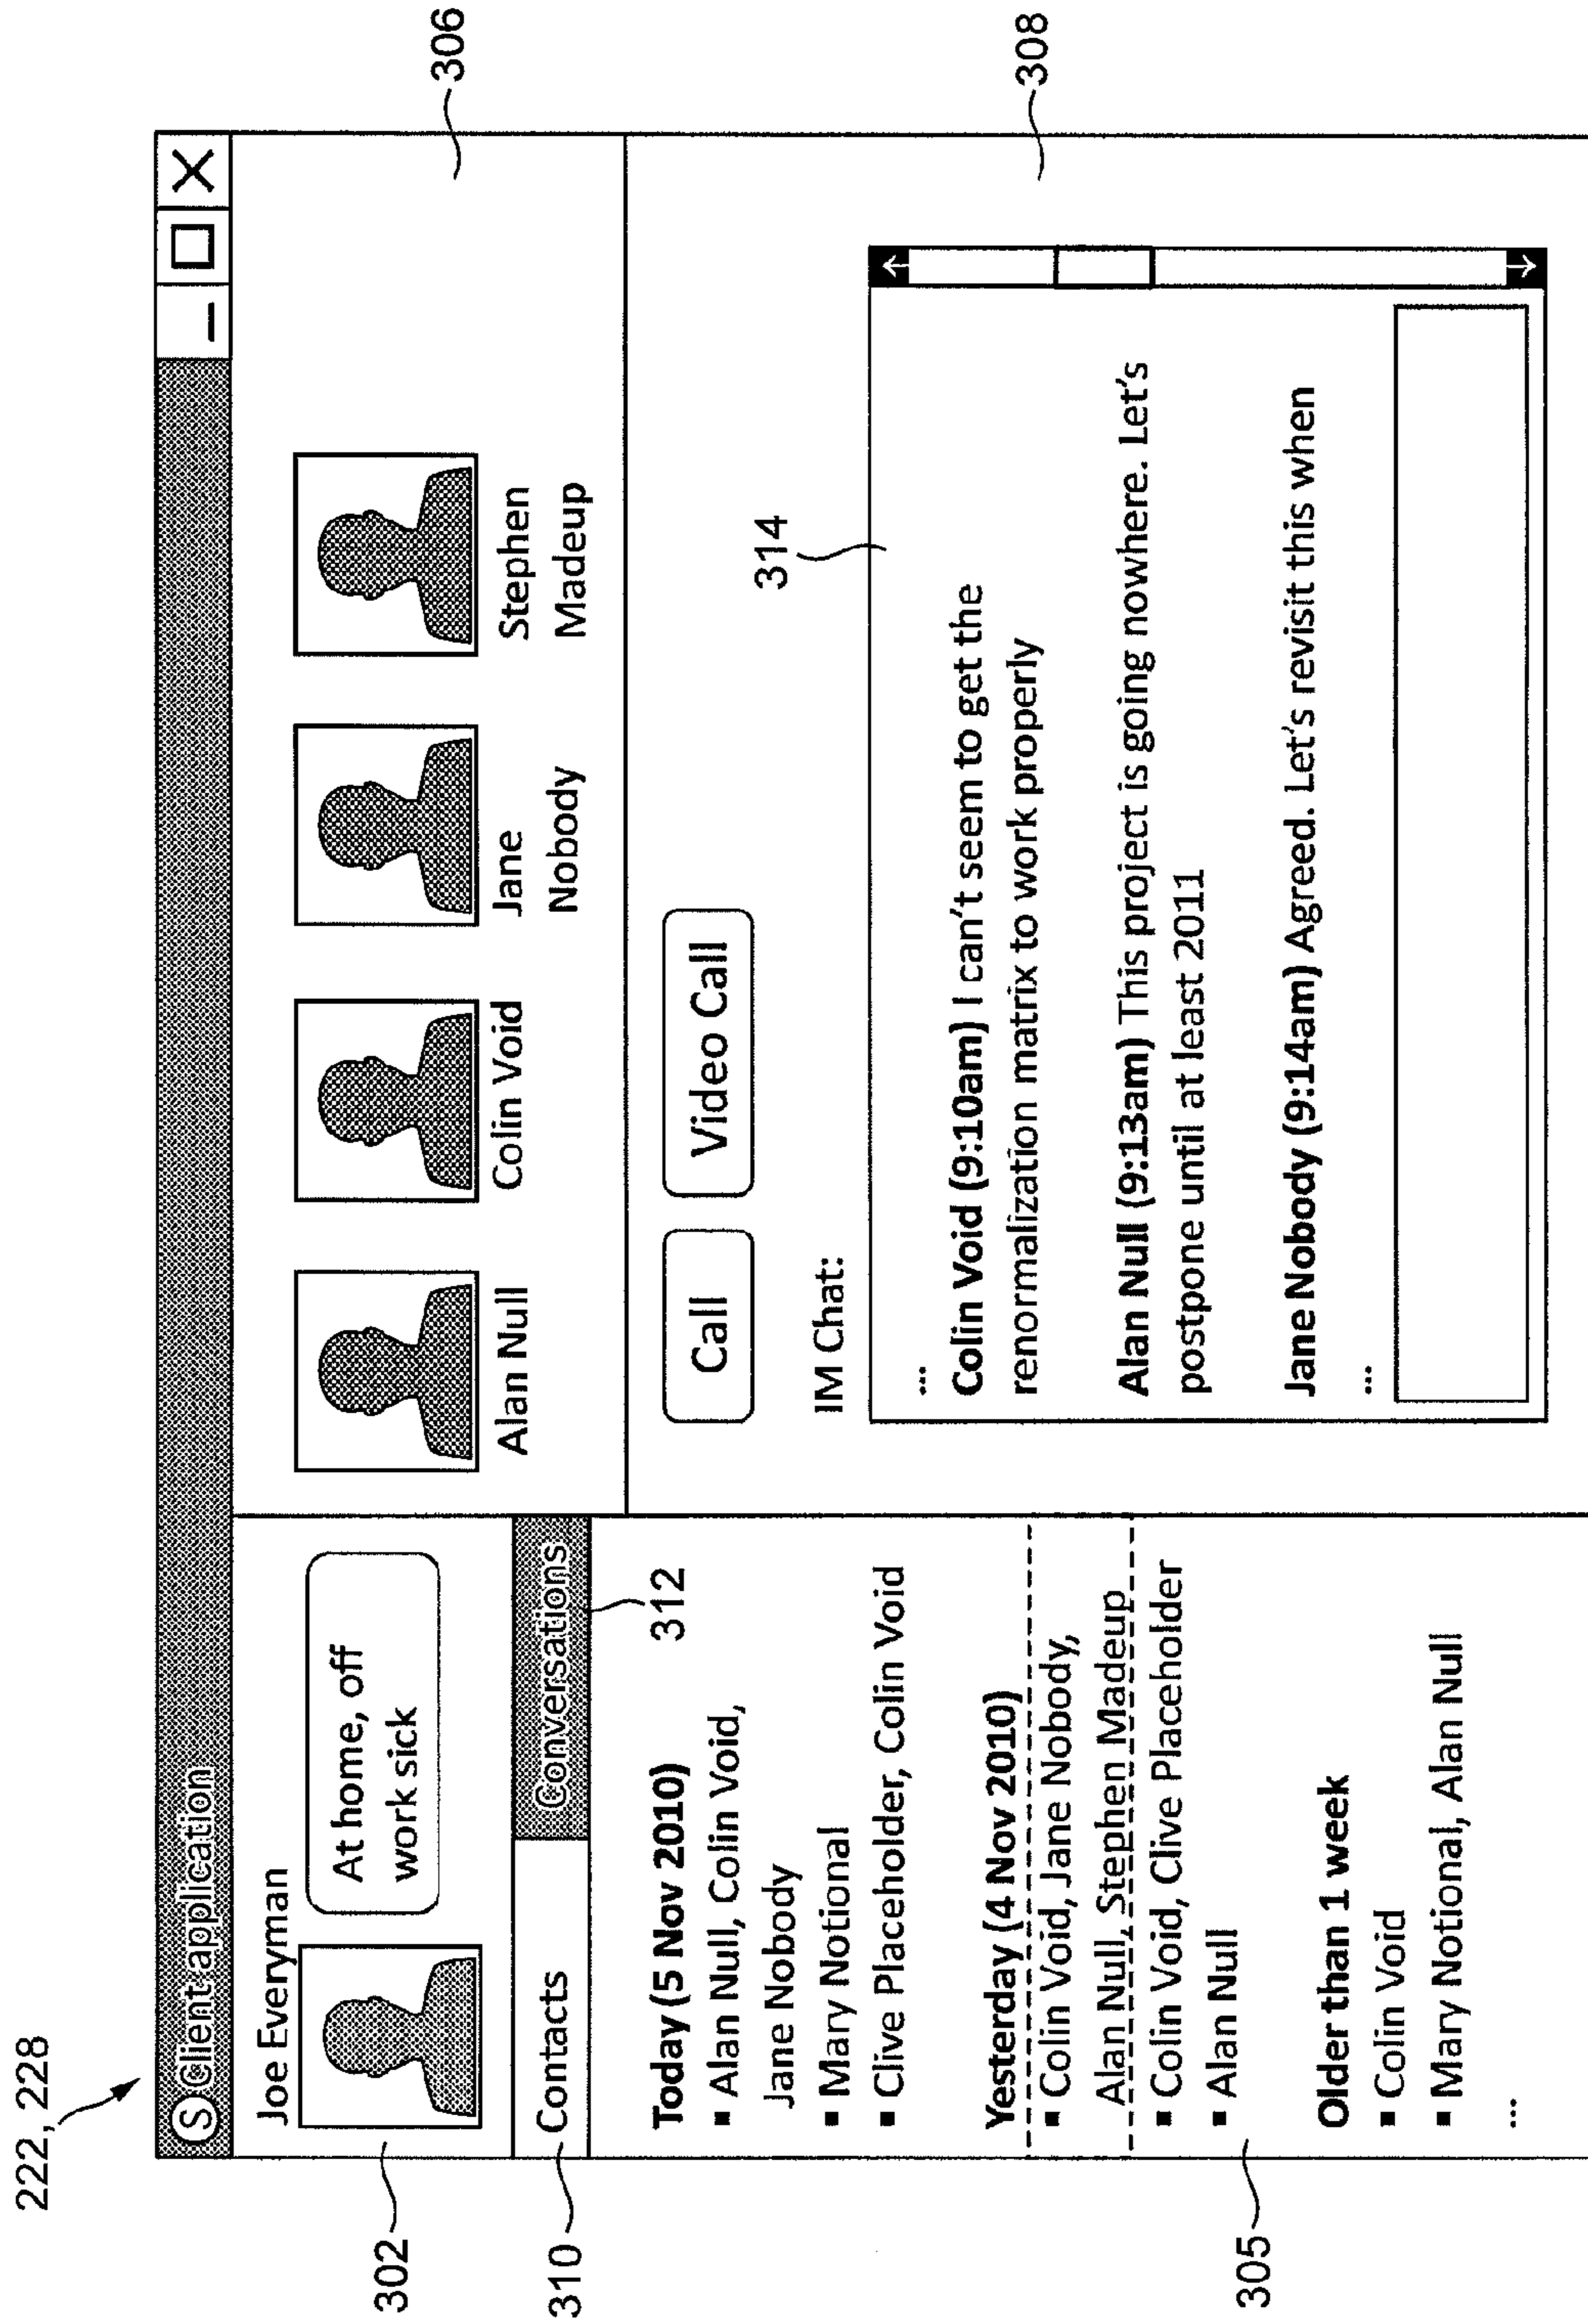 222, 228
S Client application
Joe Everyman
At home, off
work sick
302
310
Contacts
Conversations
312
Today (5 Nov 2010)
▪ Alan Null, Colin Void,
Jane Nobody
▪ Mary Notional
▪ Clive Placeholder, Colin Void
Yesterday (4 Nov 2010)
▪ Colin Void, Jane Nobody,
Alan Null, Stephen Madeup
▪ Colin Void, Clive Placeholder
▪ Alan Null
305
Older than 1 week
▪ Colin Void
▪ Mary Notional, Alan Null
...
Alan Null
Colin Void
Jane
Nobody
Stephen
Madeup
306
Call
Video Call
308
IM Chat:
314
...
Colin Void (9:10am) I can't seem to get the
renormalization matrix to work properly
Alan Null (9:13am) This project is going nowhere. Let's
postpone until at least 2011
Jane Nobody (9:14am) Agreed. Let's revisit this when
...